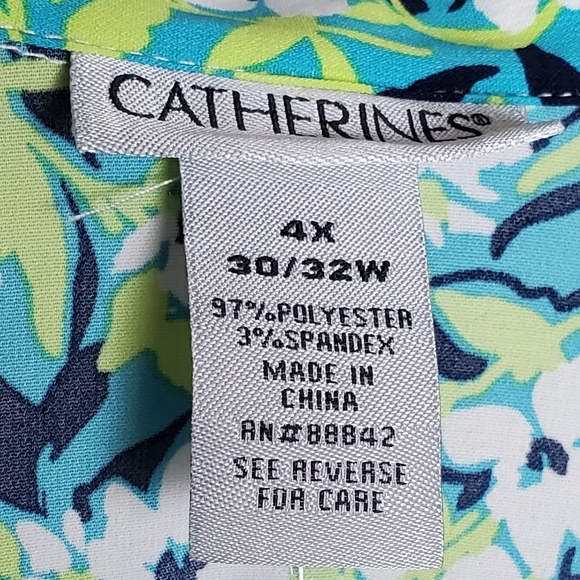 CATHERINES®
4X
30/32W
97%POLYESTER
3%SPANDEX
MADE IN
CHINA
RN#88842
SEE REVERSE
FOR CARE